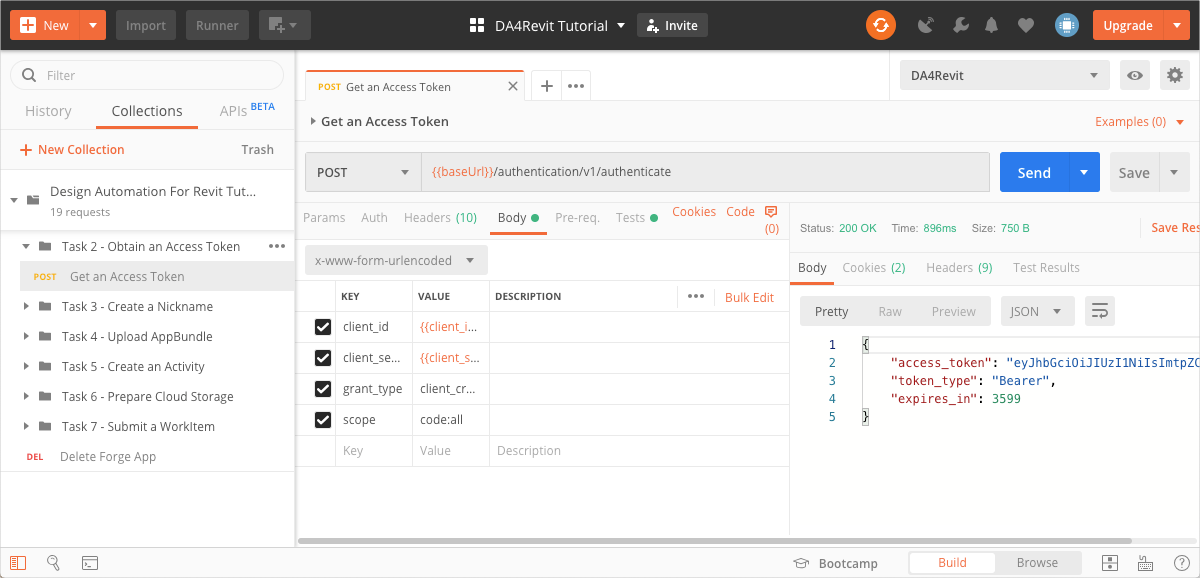 New
Import
Runner
DA4Revit Tutorial
Invite
Upgrade
Filter
History
Collections
APIs BETA
New Collection
Trash
Design Automation For Revit Tut...
19 requests
Task 2 - Obtain an Access Token
POST Get an Access Token
Task 3 - Create a Nickname
Task 4 - Upload AppBundle
Task 5 - Create an Activity
Task 6 - Prepare Cloud Storage
Task 7 - Submit a WorkItem
DEL Delete Forge App
POST Get an Access Token
DA4Revit
Get an Access Token
Examples (0)
POST
{{baseUrl}}/authentication/v1/authenticate
Send
Save
Params
Auth
Headers (10)
Body
Pre-req.
Tests
Cookies
Code
(0)
x-www-form-urlencoded
KEY VALUE DESCRIPTION
Bulk Edit
client_id {{client_i...
client_se... {{client_s...
grant_type client_cr...
scope code:all
Key Value Description
Status: 200 OK Time: 896ms Size: 750 B
Save Res
Body
Cookies (2)
Headers (9)
Test Results
Pretty
Raw
Preview
JSON
1 {
2 "access_token": "eyJhbGciOiJIUzI1NiIsImtpZC
3 "token_type": "Bearer",
4 "expires_in": 3599
5 }
Bootcamp
Build
Browse